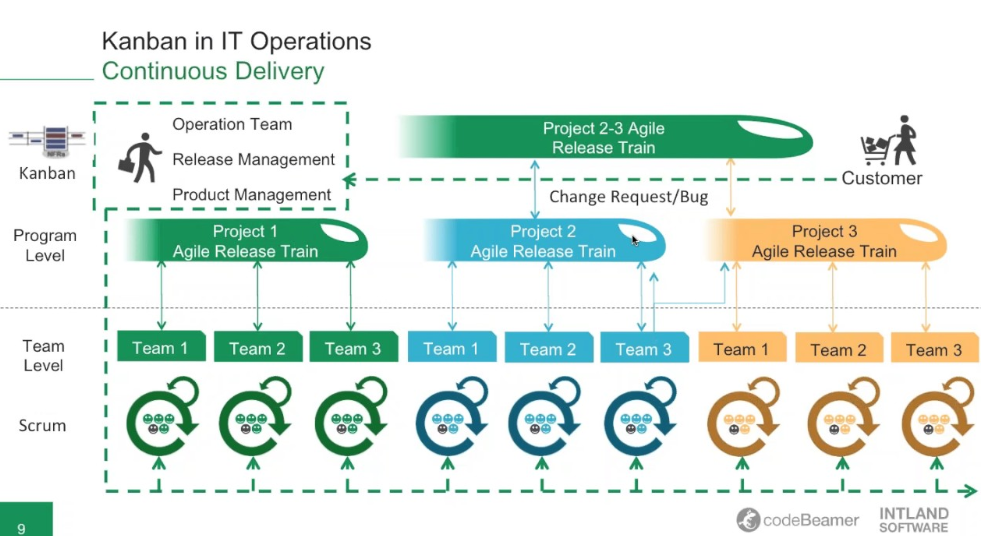 Kanban in IT Operations
Continuous Delivery
Operation Team
Release Management
Product Management
Kanban
Project 2-3 Agile
Release Train
Customer
Change Request/Bug
Program
Level
Project 1
Agile Release Train
Project 2
Agile Release Train
Project 3
Agile Release Train
Team
Level
Team 1
Team 2
Team 3
Team 1
Team 2
Team 3
Team 1
Team 2
Team 3
Scrum
9
codeBeamer
INTLAND
SOFTWARE